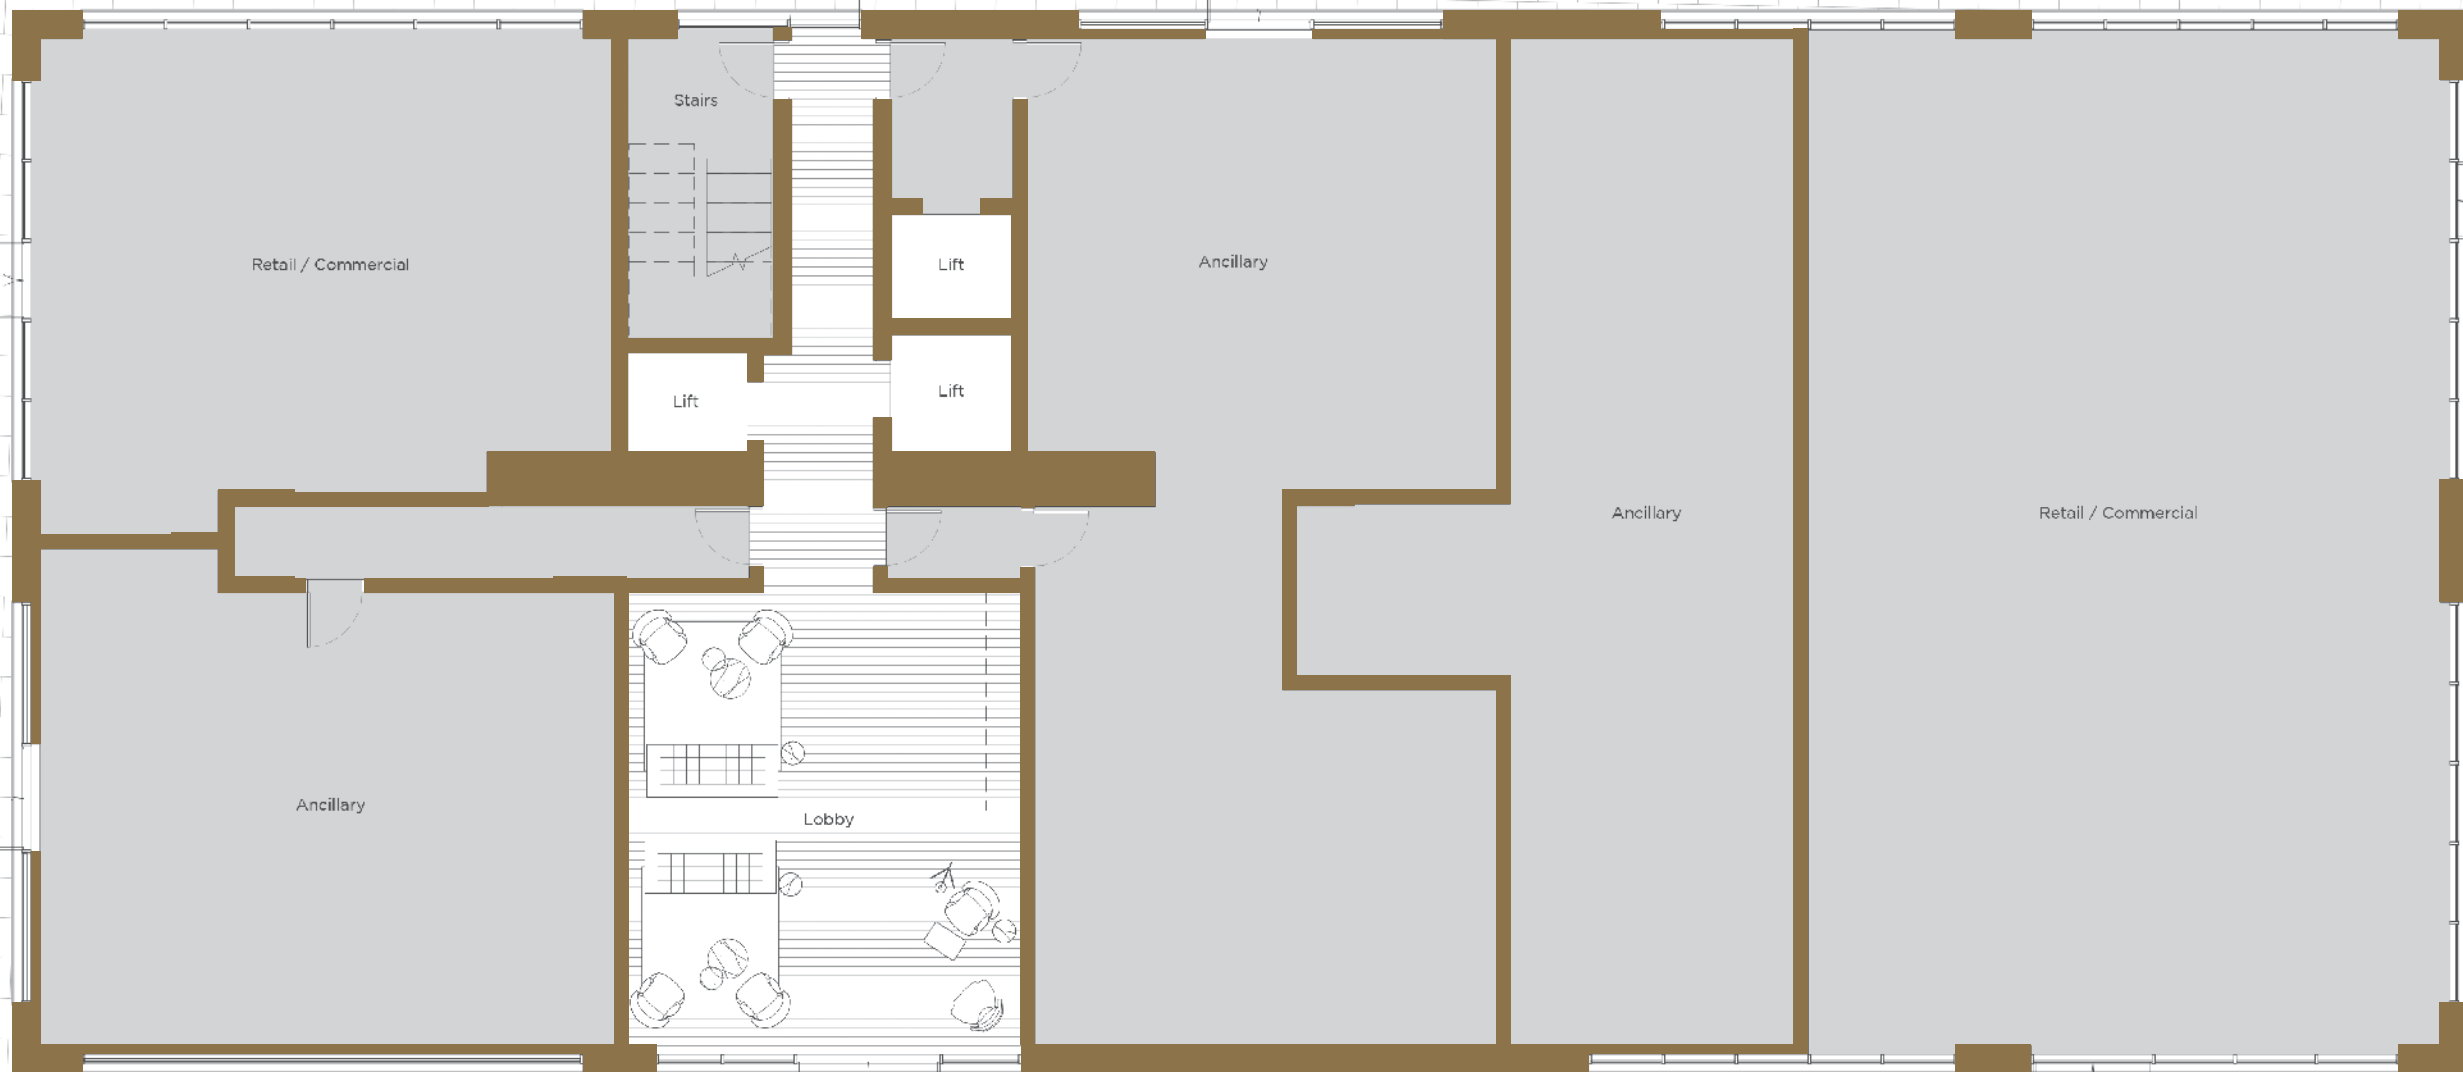 Stairs
Retail / Commercial
Lift
Ancillary
Lift
Lift
Ancillary
Retail / Commercial
Ancillary
Lobby